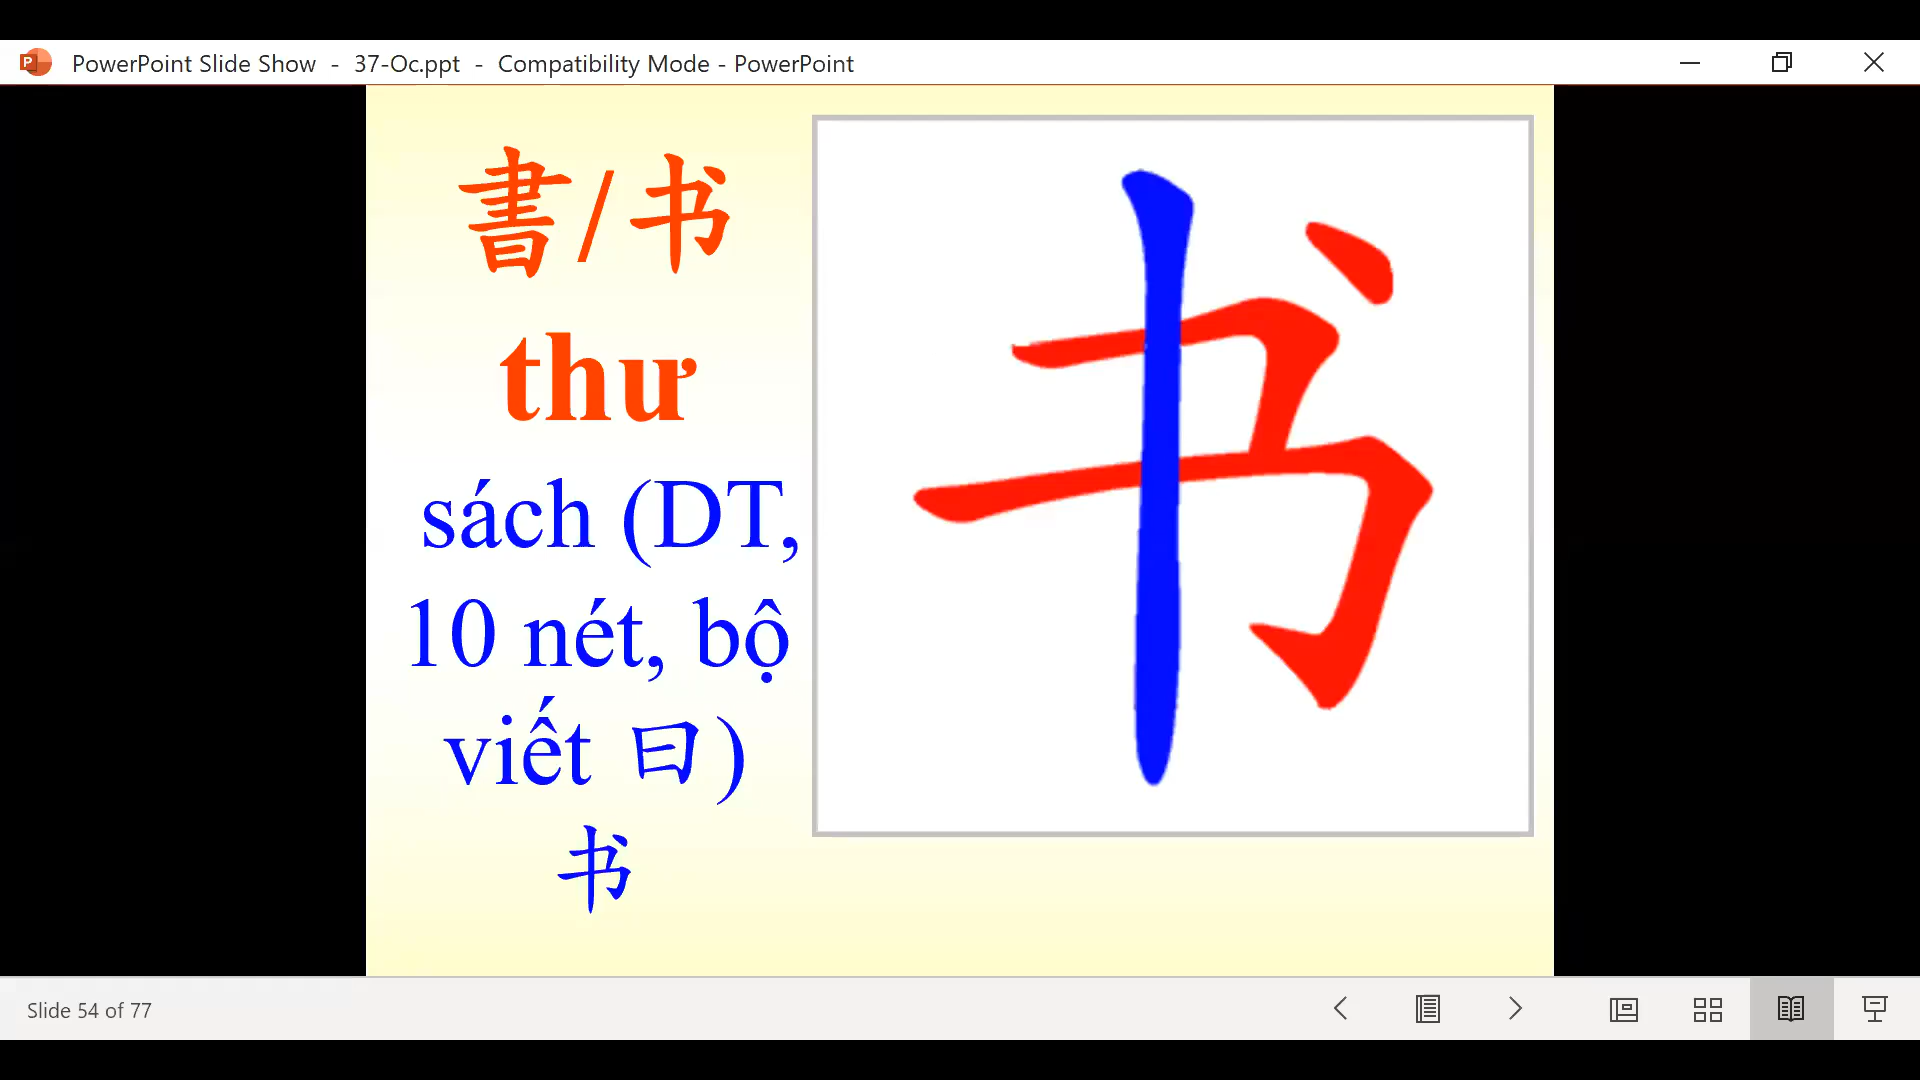 PowerPoint Slide Show - 37-Oc.ppt - Compatibility Mode - PowerPoint
書/书
thư
sách (DT,
10 nét, bộ
viết 曰)
书
书
Slide 54 of 77